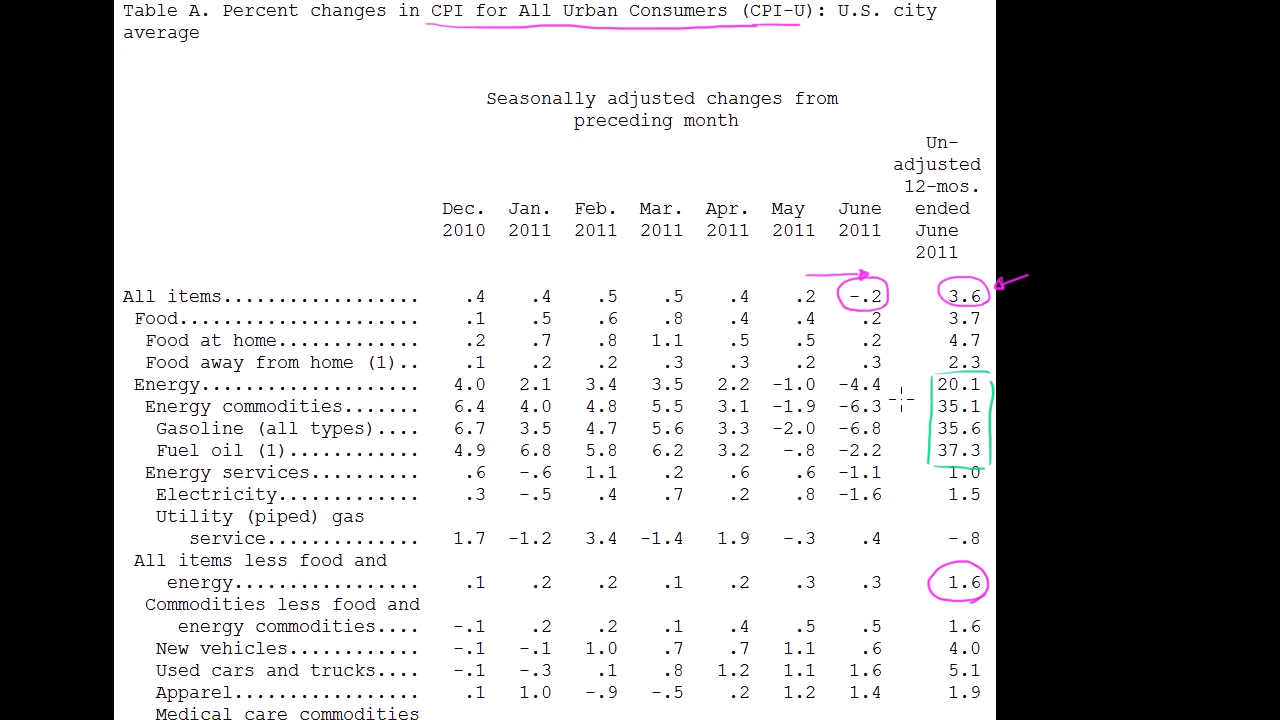 Table A. Percent changes in CPI for All Urban Consumers (CPI-U): U.S. city
average
Seasonally adjusted changes from
preceding month
Un-
adjusted
12-mos.
Dec. Jan. Feb. Mar. Apr. May June ended
2010 2011 2011 2011 2011 2011 2011 June
2011
All items.................. .4 .4 .5 .5 .4 .2 -.2 3.6
Food...................... .1 .5 .6 .8 .4 .4 .2 3.7
Food at home............. .2 .7 .8 1.1 .5 .5 .2 4.7
Food away from home (1).. .1 .2 .2 .3 .3 .2 .3 2.3
Energy.................... 4.0 2.1 3.4 3.5 2.2 -1.0 -4.4 20.1
Energy commodities....... 6.4 4.0 4.8 5.5 3.1 -1.9 -6.3 35.1
Gasoline (all types).... 6.7 3.5 4.7 5.6 3.3 -2.0 -6.8 35.6
Fuel oil (1)............ 4.9 6.8 5.8 6.2 3.2 -.8 -2.2 37.3
Energy services.......... .6 -.6 1.1 .2 .6 .6 -1.1 1.0
Electricity............. .3 -.5 .4 .7 .2 .8 -1.6 1.5
Utility (piped) gas
service.............. 1.7 -1.2 3.4 -1.4 1.9 -.3 .4 -.8
All items less food and
energy................. .1 .2 .2 .1 .2 .3 .3 1.6
Commodities less food and
energy commodities.... -.1 .2 .2 .1 .4 .5 .5 1.6
New vehicles............ -.1 -.1 1.0 .7 .7 1.1 .6 4.0
Used cars and trucks.... -.1 -.3 .1 .8 1.2 1.1 1.6 5.1
Apparel................. .1 1.0 -.9 -.5 .2 1.2 1.4 1.9
Medical care commodities